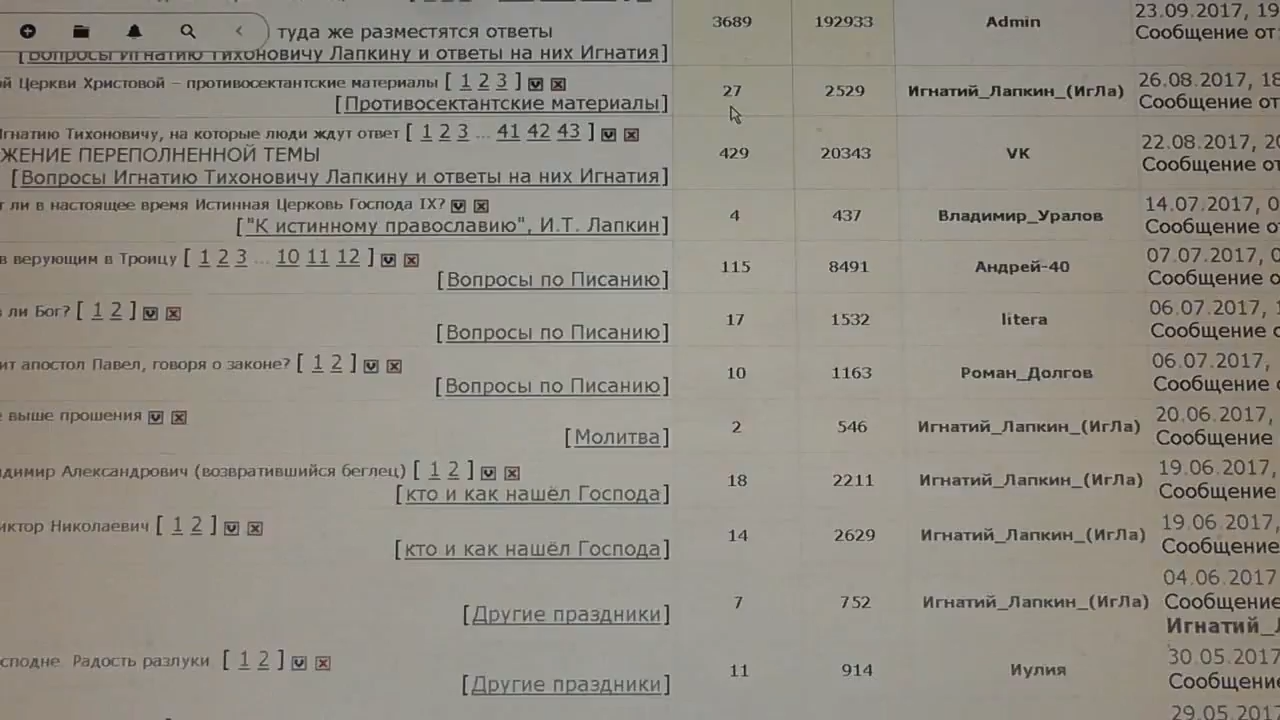 туда же разместятся ответы
[Вопросы Игнатию Тихоновичу Лапкину и ответы на них Игнатия]
3689 192933 Admin 23.09.2017, 19
Сообщение от
ой Церкви Христовой – противосектантские материалы [ 1 2 3 ]
[Противосектантские материалы]
27 2529 Игнатий_Лапкин_(ИгЛа) 26.08.2017, 18
Сообщение от
Игнатию Тихоновичу, на которые люди ждут ответ [ 1 2 3 ... 41 42 43 ]
ЖЕНИЕ ПЕРЕПОЛНЕННОЙ ТЕМЫ
[Вопросы Игнатию Тихоновичу Лапкину и ответы на них Игнатия]
429 20343 VK 22.08.2017, 20
Сообщение от
т ли в настоящее время Истинная Церковь Господа IX?
["К истинному православию", И.Т. Лапкин]
4 437 Владимир_Уралов 14.07.2017, 0
Сообщение от
в верующим в Троицу [ 1 2 3 ... 10 11 12 ]
[Вопросы по Писанию]
115 8491 Андрей-40 07.07.2017, 0
Сообщение о
ли Бог? [ 1 2 ]
[Вопросы по Писанию]
17 1532 litera 06.07.2017, 1
Сообщение о
ит апостол Павел, говоря о законе? [ 1 2 ]
[Вопросы по Писанию]
10 1163 Роман_Долгов 06.07.2017,
Сообщение о
е выше прошения
[Молитва]
2 546 Игнатий_Лапкин_(ИгЛа) 20.06.2017,
Сообщение
адимир Александрович (возвратившийся беглец) [ 1 2 ]
[кто и как нашёл Господа]
18 2211 Игнатий_Лапкин_(ИгЛа) 19.06.2017,
Сообщение
иктор Николаевич [ 1 2 ]
[кто и как нашёл Господа]
14 2629 Игнатий_Лапкин_(ИгЛа) 19.06.2017
Сообщение
[Другие праздники]
7 752 Игнатий_Лапкин_(ИгЛа) 04.06.2017
Сообщение
Игнатий_Л
сподне. Радость разлуки [ 1 2 ]
[Другие праздники]
11 914 Иулия 30.05.2017
Сообщение
29.05.2017